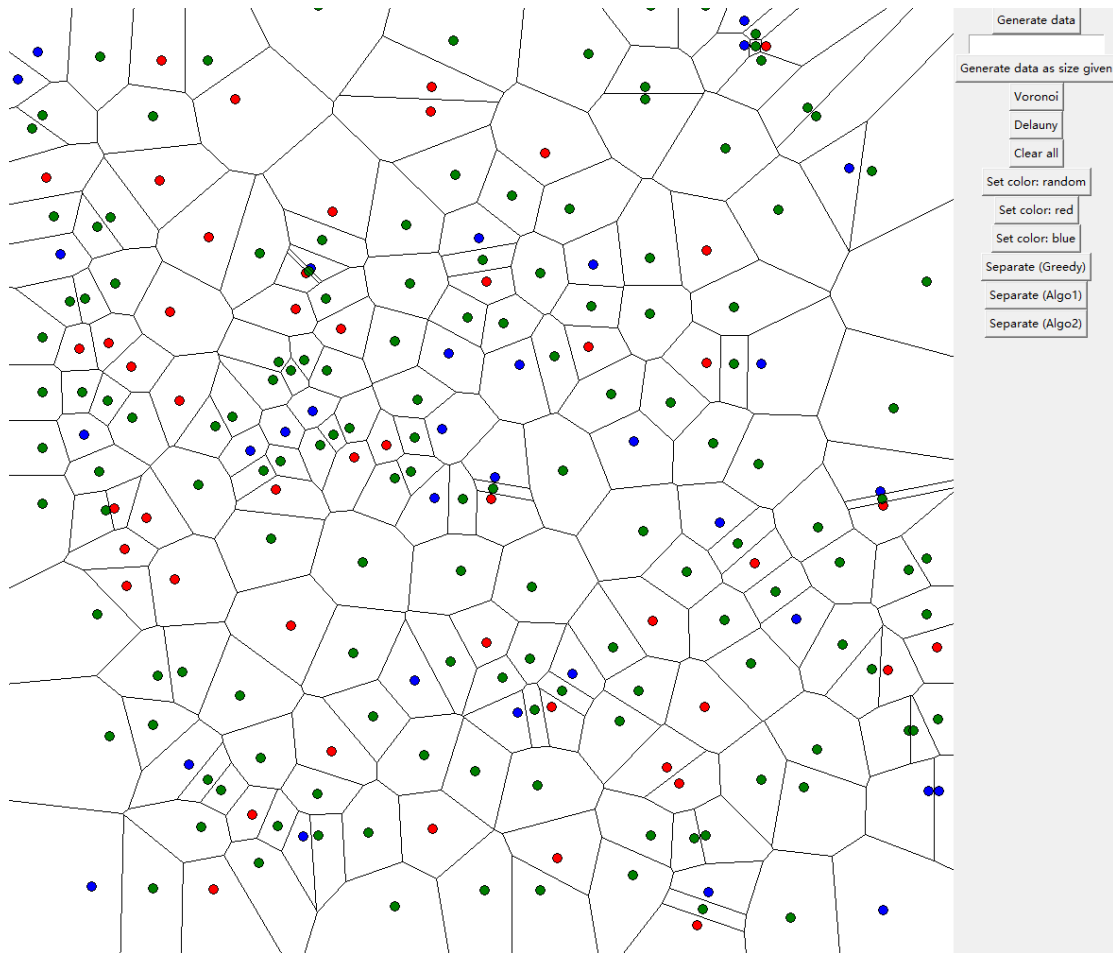 Generate data
Generate data as size given
Voronoi
Delauny
Clear all
Set color: random
Set color: red
Set color: blue
Separate (Greedy)
Separate (Algo1)
Separate (Algo2)